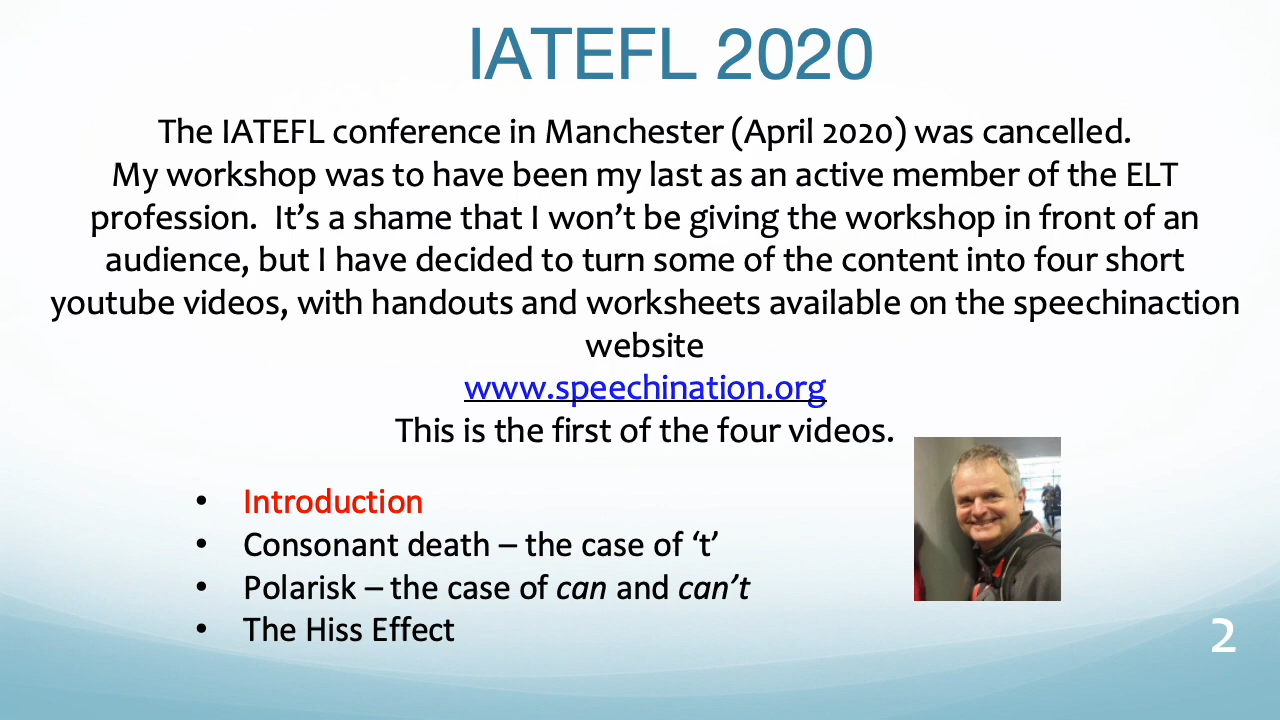 IATEFL 2020
The IATEFL conference in Manchester (April 2020) was cancelled.
My workshop was to have been my last as an active member of the ELT
profession.  It’s a shame that I won’t be giving the workshop in front of an
audience, but I have decided to turn some of the content into four short
youtube videos, with handouts and worksheets available on the speechinaction
website
www.speechination.org
This is the first of the four videos.
• Introduction
• Consonant death – the case of ‘t’
• Polarisk – the case of can and can’t
• The Hiss Effect
2